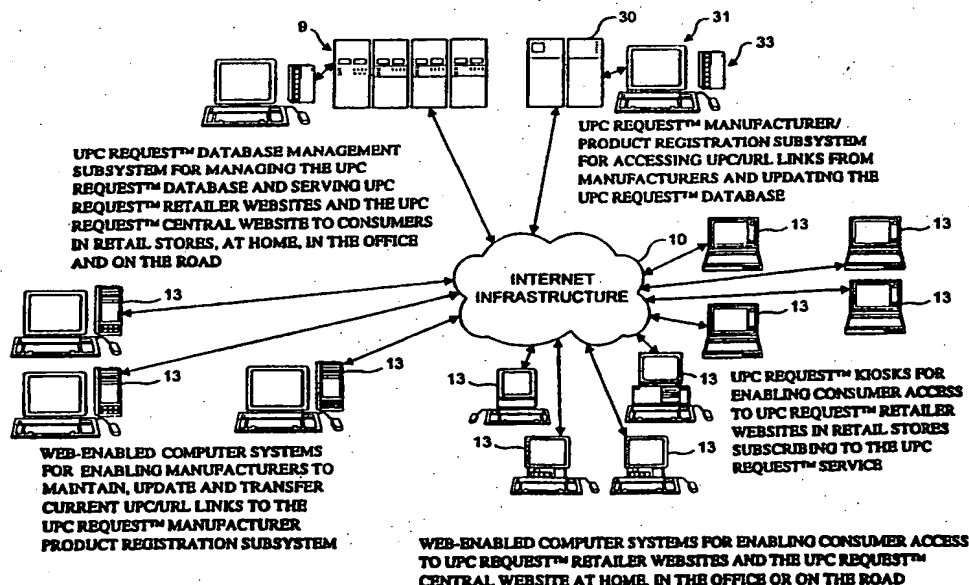 9
30
31
33
UPC REQUEST™ DATABASE MANAGEMENT
SUBSYSTEM FOR MANAGING THE UPC
REQUEST™ DATABASE AND SERVING UPC
REQUEST™ RETAILER WEBSITES AND THE UPC
REQUEST™ CENTRAL WEBSITE TO CONSUMERS
IN RETAIL STORES, AT HOME, IN THE OFFICE
AND ON THE ROAD
UPC REQUEST™ MANUFACTURER/
PRODUCT REGISTRATION SUBSYSTEM
FOR ACCESSING UPC/URL LINKS FROM
MANUFACTURERS AND UPDATING THE
UPC REQUEST™ DATABASE
10
INTERNET
INFRASTRUCTURE
13
13
13
13
13
13
13
13
13
13
13
WEB-ENABLED COMPUTER SYSTEMS
FOR ENABLING MANUFACTURERS TO
MAINTAIN, UPDATE AND TRANSFER
CURRENT UPC/URL LINKS TO THE
UPC REQUEST™ MANUFACTURER
PRODUCT REGISTRATION SUBSYSTEM
UPC REQUEST™ KIOSKS FOR
ENABLING CONSUMER ACCESS
TO UPC REQUEST™ RETAILER
WEBSITES IN RETAIL STORES
SUBSCRIBING TO THE UPC
REQUEST™ SERVICE
WEB-ENABLED COMPUTER SYSTEMS FOR ENABLING CONSUMER ACCESS
TO UPC REQUEST™ RETAILER WEBSITES AND THE UPC REQUEST™
CENTRAL WEBSITE AT HOME, IN THE OFFICE OR ON THE ROAD